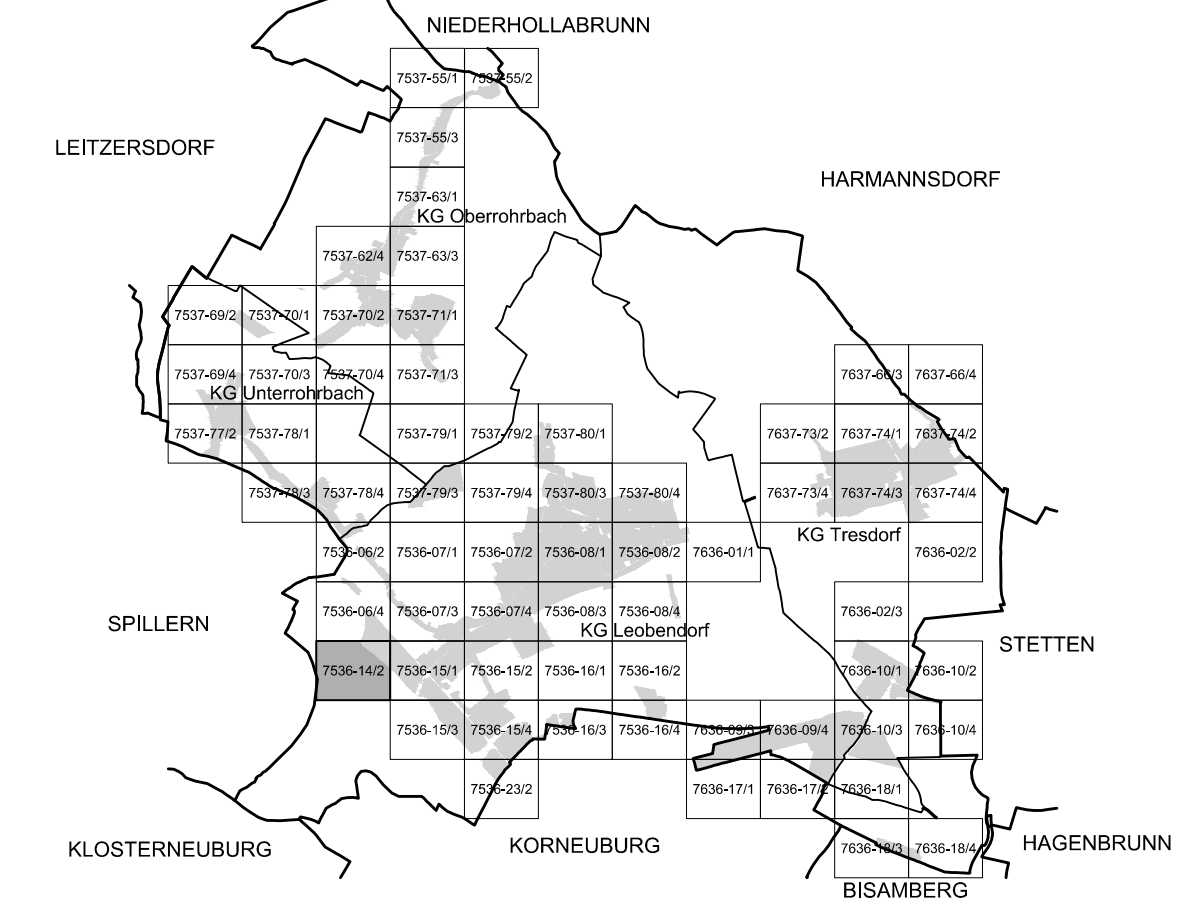 NIEDERHOLLABRUNN
7537-55/1 7537-55/2
7537-55/3
LEITZERSDORF
HARMANNSDORF
7537-63/1
KG Oberrohrbach
7537-62/4 7537-63/3
7537-69/2 7537-70/1 7537-70/2 7537-71/1
7537-69/4 7537-70/3 7537-70/4 7537-71/3 7637-66/3 7637-66/4
KG Unterrohrbach
7537-77/2 7537-78/1 7537-79/1 7537-79/2 7537-80/1 7637-73/2 7637-74/1 7637-74/2
7537-78/3 7537-78/4 7537-79/3 7537-79/4 7537-80/3 7537-80/4 7637-73/4 7637-74/3 7637-74/4
KG Tresdorf
7536-06/2 7536-07/1 7536-07/2 7536-08/1 7536-08/2 7636-01/1 7636-02/2
7536-06/4 7536-07/3 7536-07/4 7536-08/3 7536-08/4 7636-02/3
SPILLERN
KG Leobendorf
STETTEN
7536-14/2 7536-15/1 7536-15/2 7536-16/1 7536-16/2 7636-10/1 7636-10/2
7536-15/3 7536-15/4 7536-16/3 7536-16/4 7636-09/3 7636-09/4 7636-10/3 7636-10/4
7536-23/2 7636-17/1 7636-17/2 7636-18/1
KLOSTERNEUBURG
KORNEUBURG
7636-18/3 7636-18/4
HAGENBRUNN
BISAMBERG